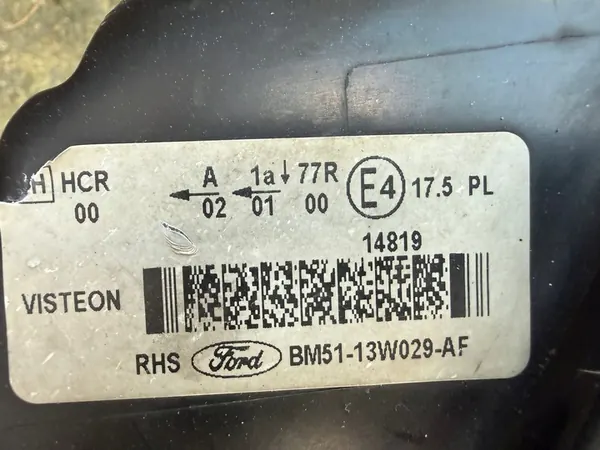 H HCR A 1a 77R E4 17.5 PL
00 02 01 00
14819
VISTEON
RHS Ford BM51-13W029-AF